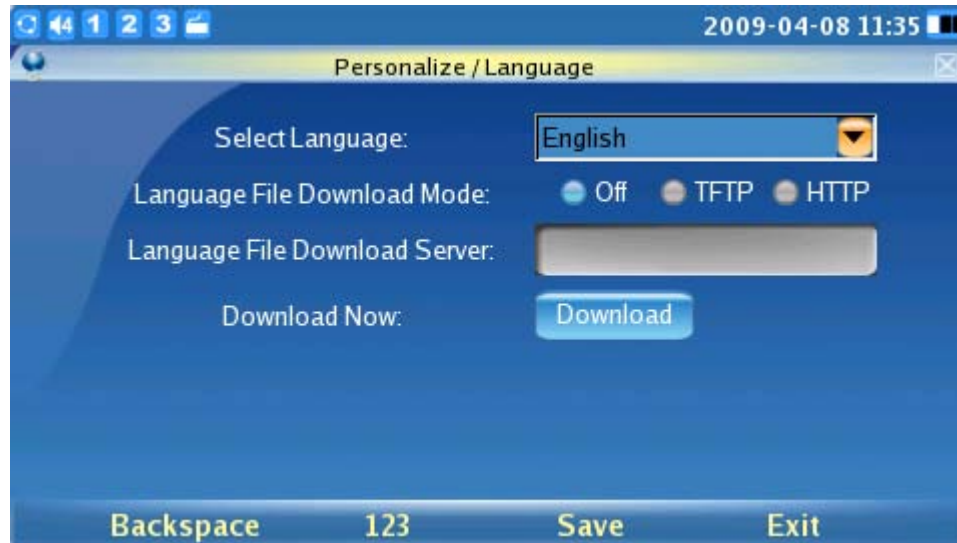 4 1 2 3 2009-04-08 11:35
Personalize / Language
Select Language: English
Language File Download Mode: Off TFTP HTTP
Language File Download Server:
Download Now: Download
Backspace 123 Save Exit